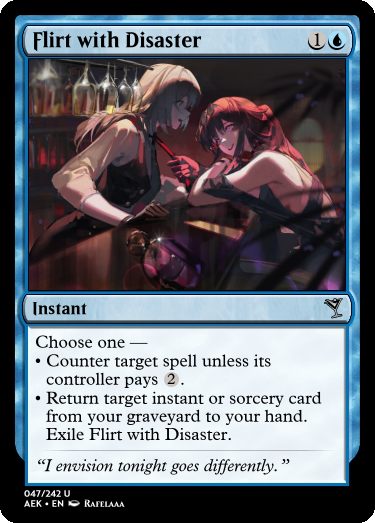 Flirt with Disaster 1
Instant
Choose one —
• Counter target spell unless its
controller pays 2.
• Return target instant or sorcery card
from your graveyard to your hand.
Exile Flirt with Disaster.
“I envision tonight goes differently.”
047/242 U
AEK • EN Rafelaaa